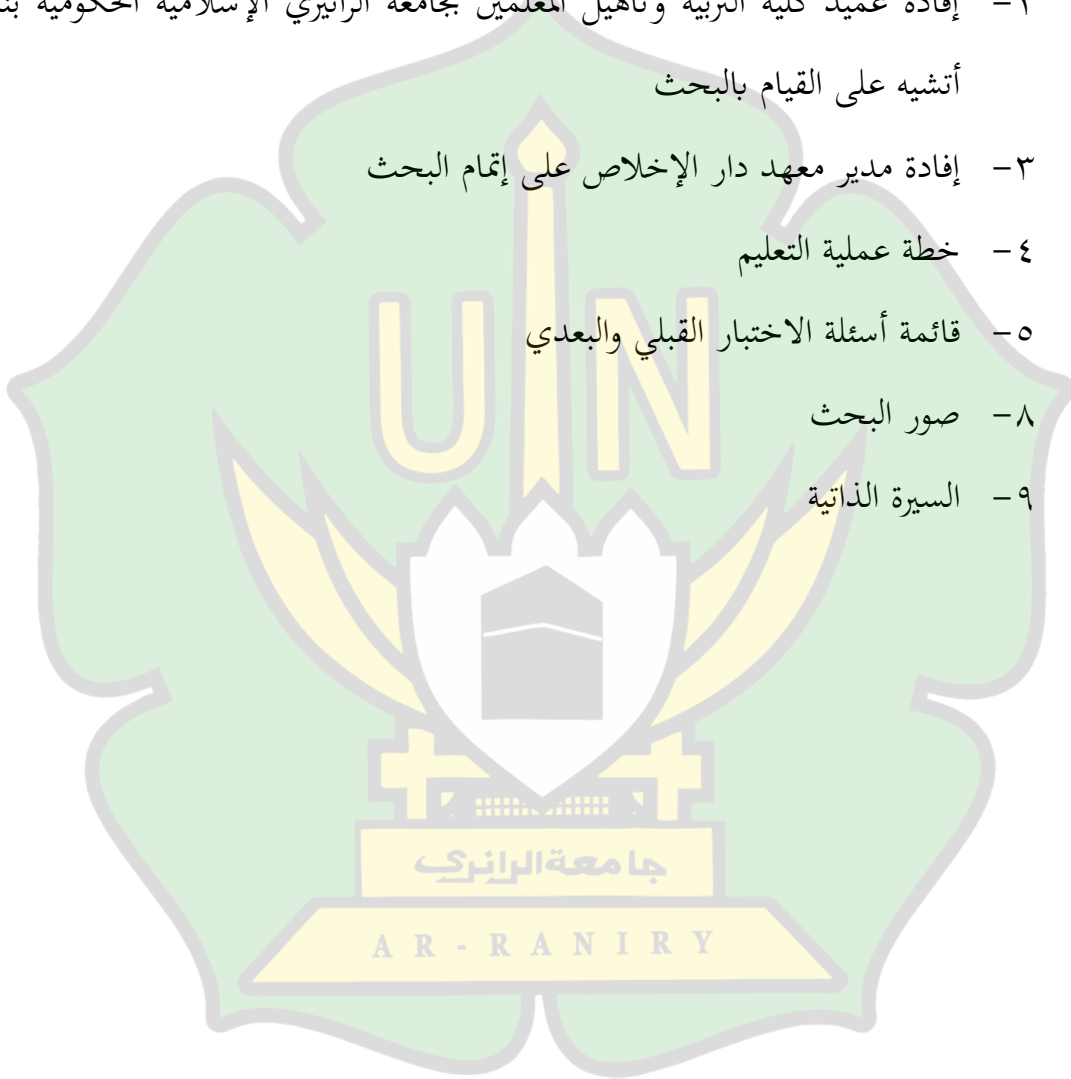 إفادة عميد كلية التربية وتأهيل المعلمين بجامعة الرانيري الإسلامية الحكومية
أتشيه على القيام بالبحث
٣- إفادة مدير معهد دار الإخلاص على إتمام البحث
٤- خطة عملية التعليم
٥- قائمة أسئلة الاختبار القبلي والبعدي
٨- صور البحث
٩- السيرة الذاتية
UIN
جامعة الرانري
AR-RANIRY